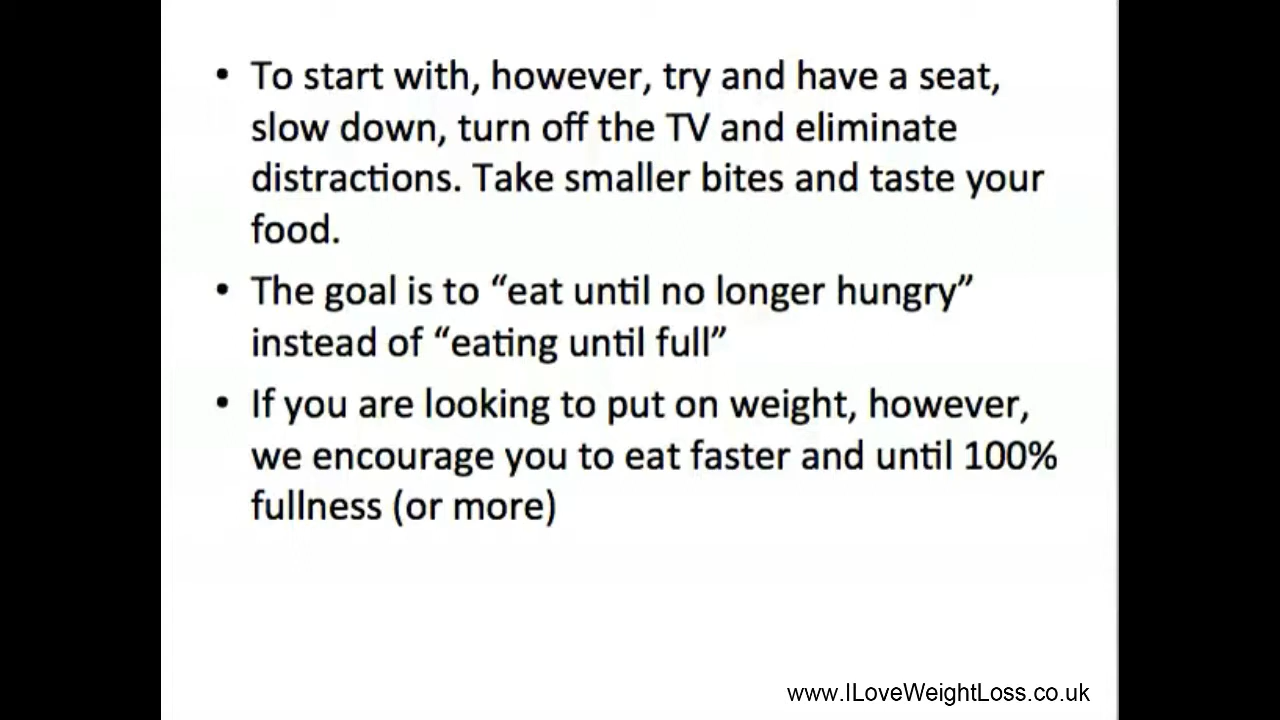 • To start with, however, try and have a seat,
slow down, turn off the TV and eliminate
distractions. Take smaller bites and taste your
food.
• The goal is to “eat until no longer hungry”
instead of “eating until full”
• If you are looking to put on weight, however,
we encourage you to eat faster and until 100%
fullness (or more)
www.ILoveWeightLoss.co.uk